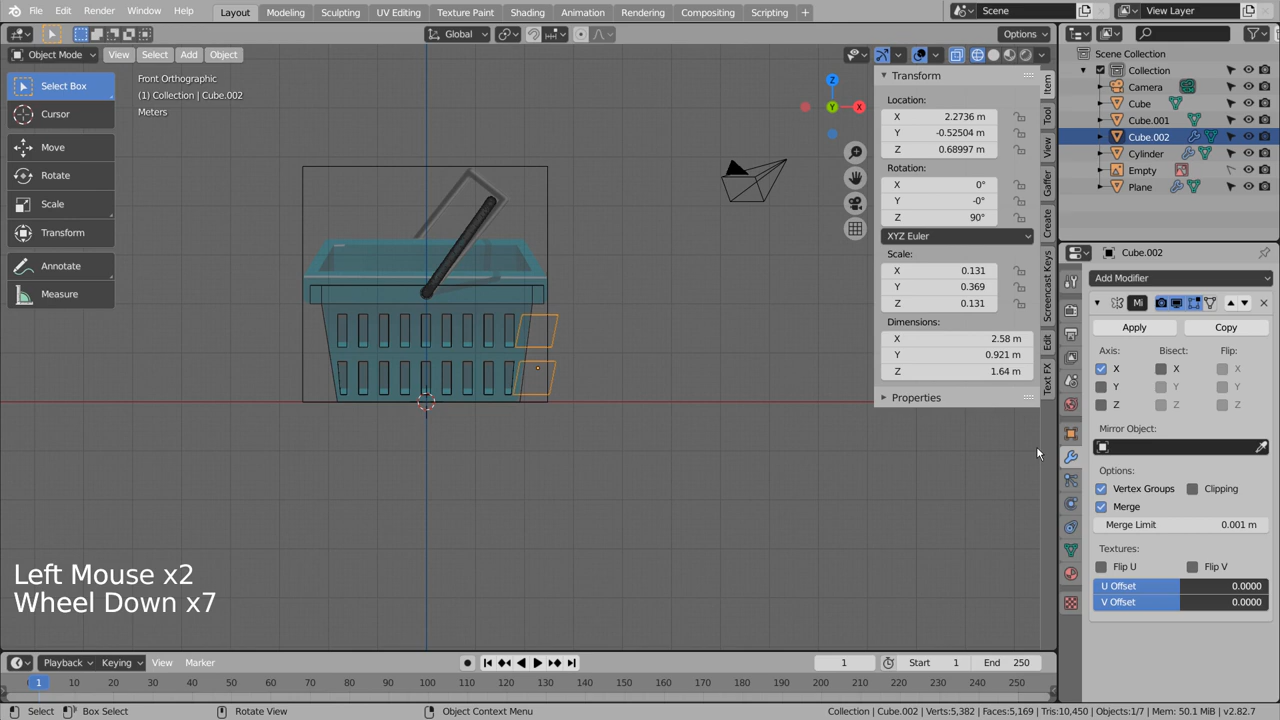 File Edit Render Window Help Layout Modeling Sculpting UV Editing Texture Paint Shading Animation Rendering Compositing Scripting + Scene View Layer
Global Options
Object Mode View Select Add Object
Select Box
Cursor
Move
Rotate
Scale
Transform
Annotate
Measure
Front Orthographic
(1) Collection | Cube.002
Meters
Z
Y
X
Transform
Location:
X 2.2736 m
Y -0.52504 m
Z 0.68997 m
Rotation:
X 0°
Y -0°
Z 90°
XYZ Euler
Scale:
X 0.131
Y 0.369
Z 0.131
Dimensions:
X 2.58 m
Y 0.921 m
Z 1.64 m
Properties
Item
Tool
View
Gaffer
Create
Screencast Keys
Edit
Text FX
Scene Collection
Collection
Camera
Cube
Cube.001
Cube.002
Cylinder
Empty
Plane
Cube.002
Add Modifier
Mi
Apply Copy
Axis: Bisect: Flip:
X X X
Y Y Y
Z Z Z
Mirror Object:
Options:
Vertex Groups Clipping
Merge
Merge Limit 0.001 m
Textures:
Flip U Flip V
U Offset 0.0000
V Offset 0.0000
Left Mouse x2
Wheel Down x7
Playback Keying View Marker 1 Start 1 End 250
1 10 20 30 40 50 60 70 80 90 100 110 120 130 140 150 160 170 180 190 200 210 220 230 240 250
Select Box Select Rotate View Object Context Menu Collection | Cube.002 | Verts:5,382 | Faces:5,169 | Tris:10,450 | Objects:1/7 | Mem: 50.1 MiB | v2.82.7